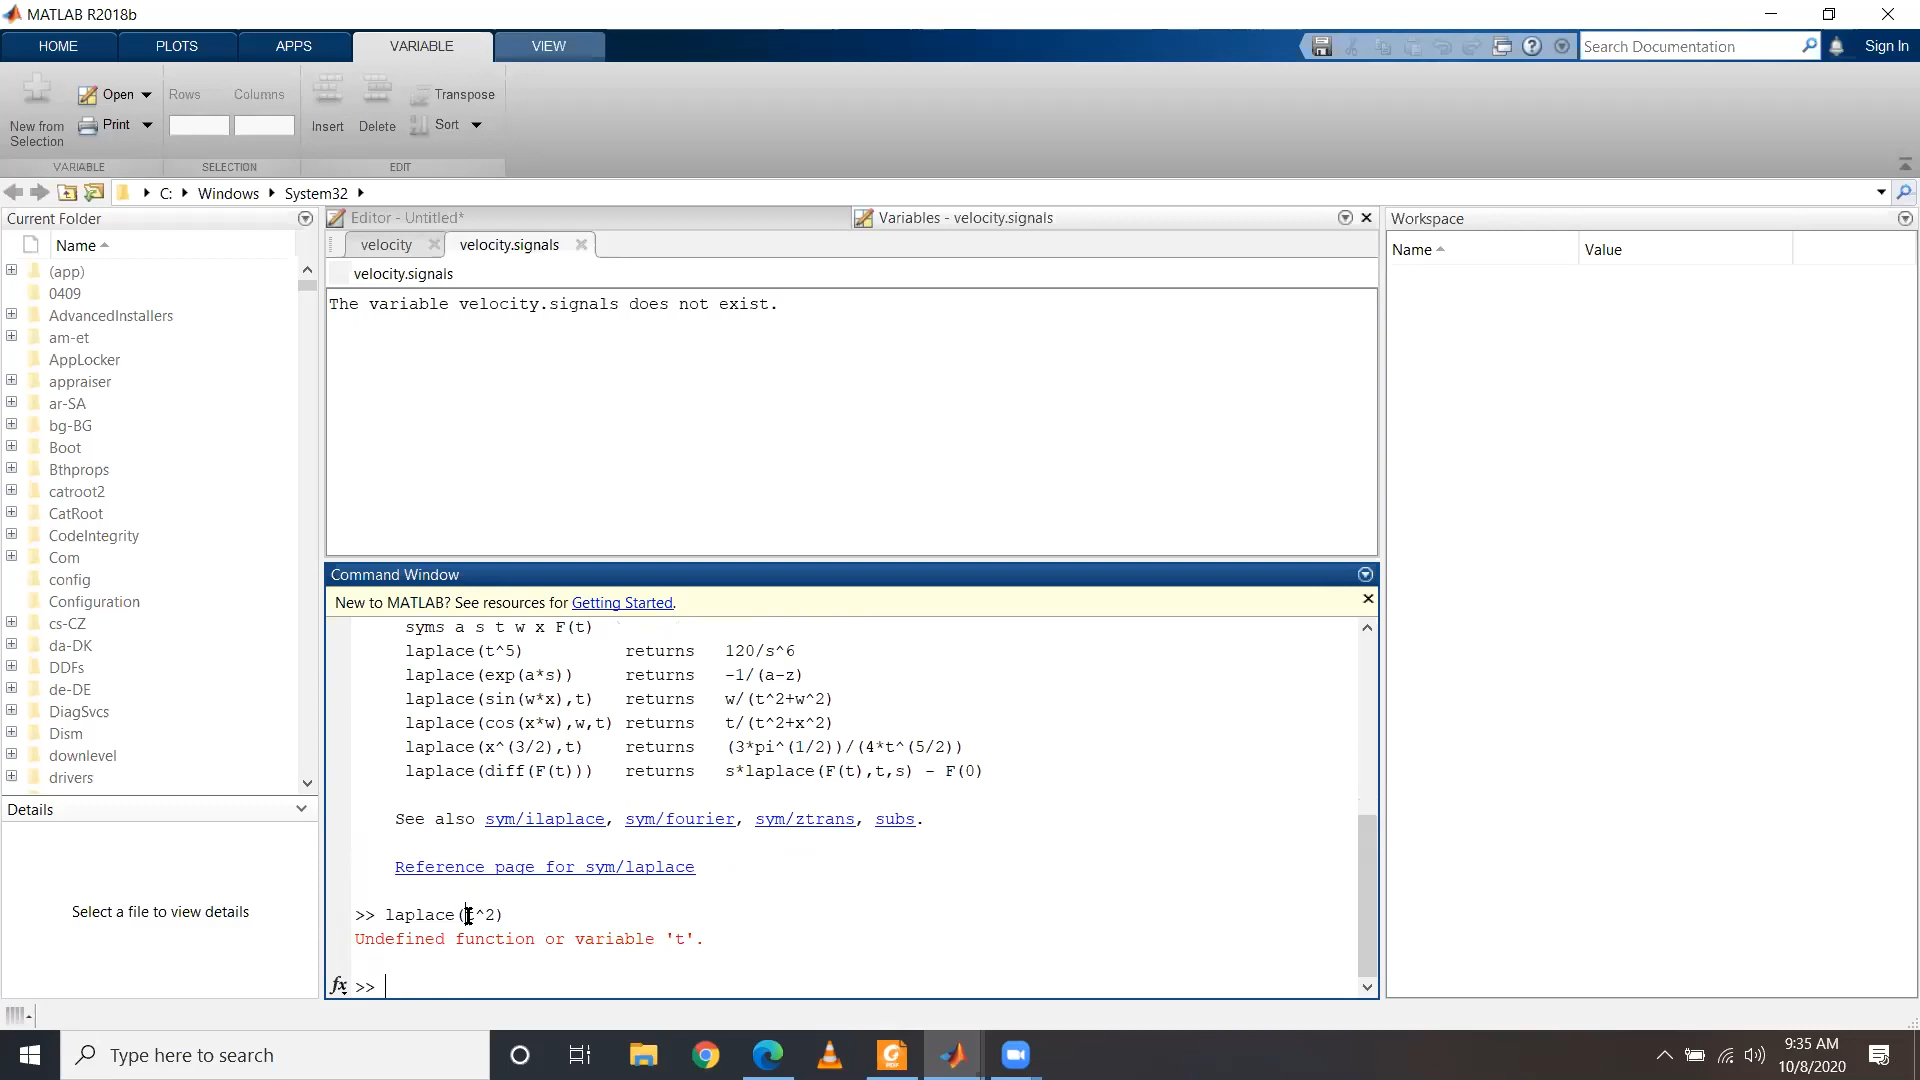 MATLAB R2018b
HOME
PLOTS
APPS
VARIABLE
VIEW
Search Documentation
Sign In
New from
Selection
Open
Print
Rows
Columns
Insert
Delete
Transpose
Sort
VARIABLE
SELECTION
EDIT
C:
Windows
System32
Current Folder
Name
(app)
0409
AdvancedInstallers
am-et
AppLocker
appraiser
ar-SA
bg-BG
Boot
Bthprops
catroot2
CatRoot
CodeIntegrity
Com
config
Configuration
cs-CZ
da-DK
DDFs
de-DE
DiagSvcs
Dism
downlevel
drivers
Details
Select a file to view details
Editor - Untitled*
Variables - velocity.signals
velocity
velocity.signals
velocity.signals
The variable velocity.signals does not exist.
Command Window
New to MATLAB? See resources for Getting Started.
syms a s t w x F(t)
laplace(t^5) returns 120/s^6
laplace(exp(a*s)) returns -1/(a-z)
laplace(sin(w*x),t) returns w/(t^2+w^2)
laplace(cos(x*w),w,t) returns t/(t^2+x^2)
laplace(x^(3/2),t) returns (3*pi^(1/2))/(4*t^(5/2))
laplace(diff(F(t))) returns s*laplace(F(t),t,s) - F(0)
See also sym/ilaplace, sym/fourier, sym/ztrans, subs.
Reference page for sym/laplace
>> laplace(t^2)
Undefined function or variable 't'.
fx >>
Workspace
Name
Value
Type here to search
9:35 AM
10/8/2020